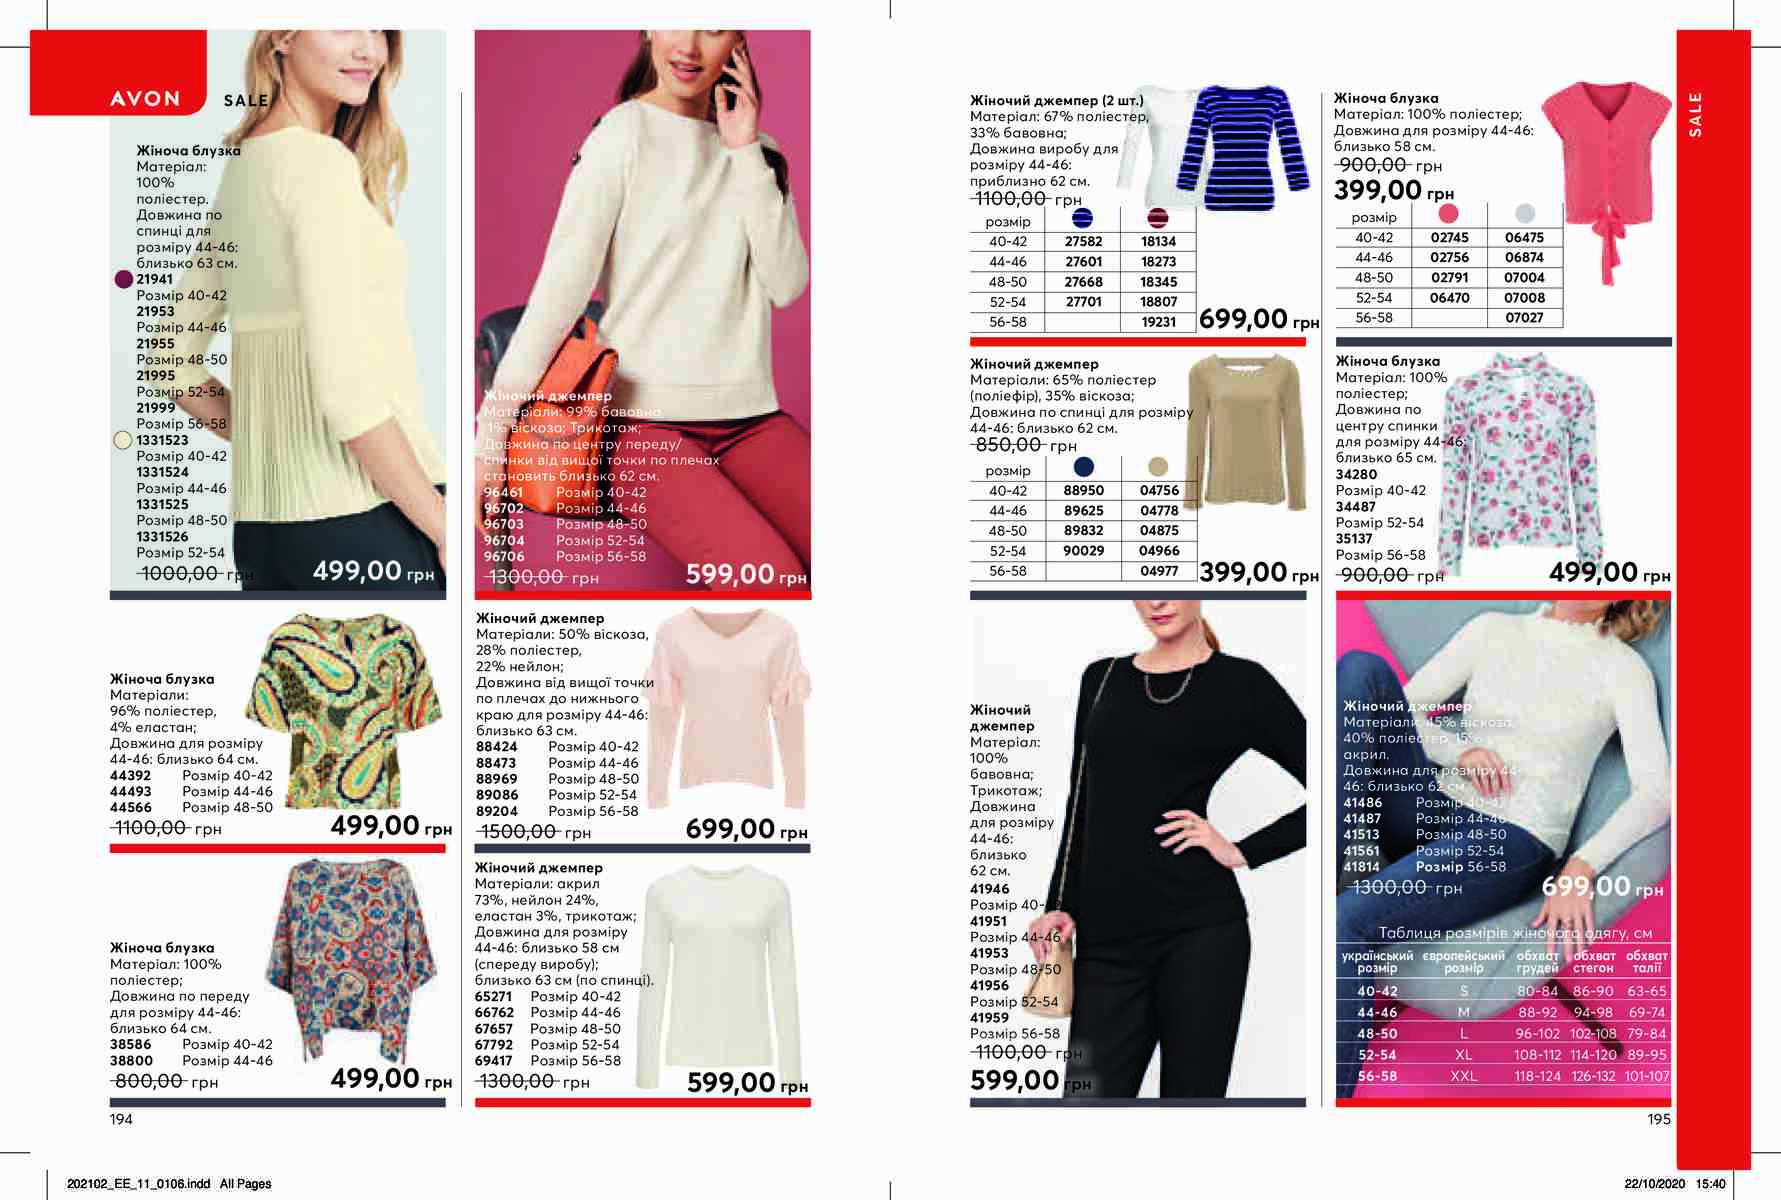 AVON
SALE
Жіноча блузка
Матеріал:
100%
поліестер.
Довжина по
спинці для
розміру 44-46:
близько 63 см.
21941
Розмір 40-42
21953
Розмір 44-46
21955
Розмір 48-50
21995
Розмір 52-54
21999
Розмір 56-58
1331523
Розмір 40-42
1331524
Розмір 44-46
1331525
Розмір 48-50
1331526
Розмір 52-54
1000,00 грн
499,00 грн
Жіноча блузка
Матеріали:
96% поліестер,
4% еластан;
Довжина для розміру
44-46: близько 64 см.
44392 Розмір 40-42
44493 Розмір 44-46
44566 Розмір 48-50
1100,00 грн
499,00 грн
Жіноча блузка
Матеріал: 100%
поліестер;
Довжина по переду
для розміру 44-46:
близько 64 см.
38586 Розмір 40-42
38800 Розмір 44-46
800,00 грн
499,00 грн
194
Жіночий джемпер
Матеріали: 99% бавовна,
1% віскоза; Трикотаж;
Довжина по центру переду/
спинки від вищої точки по плечах
становить близько 62 см.
96461 Розмір 40-42
96702 Розмір 44-46
96703 Розмір 48-50
96704 Розмір 52-54
96706 Розмір 56-58
1300,00 грн
599,00 грн
Жіночий джемпер
Матеріали: 50% віскоза,
28% поліестер,
22% нейлон;
Довжина від вищої точки
по плечах до нижнього
краю для розміру 44-46:
близько 63 см.
88424 Розмір 40-42
88473 Розмір 44-46
88969 Розмір 48-50
89086 Розмір 52-54
89204 Розмір 56-58
1500,00 грн
699,00 грн
Жіночий джемпер
Матеріали: акрил
73%, нейлон 24%,
еластан 3%, трикотаж;
Довжина для розміру
44-46: близько 58 см
(спереду виробу);
близько 63 см (по спинці).
65271 Розмір 40-42
66762 Розмір 44-46
67657 Розмір 48-50
67792 Розмір 52-54
69417 Розмір 56-58
1300,00 грн
599,00 грн
Жіночий джемпер (2 шт.)
Матеріал: 67% поліестер,
33% бавовна;
Довжина виробу для
розміру 44-46:
приблизно 62 см.
1100,00 грн
розмір
40-42 27582 18134
44-46 27601 18273
48-50 27668 18345
52-54 27701 18807
56-58 19231
699,00 грн
Жіночий джемпер
Матеріали: 65% поліестер
(поліефір), 35% віскоза;
Довжина по спинці для розміру
44-46: близько 62 см.
850,00 грн
розмір
40-42 88950 04756
44-46 89625 04778
48-50 89832 04875
52-54 90029 04966
56-58 04977
399,00 грн
Жіночий
джемпер
Матеріал:
100%
бавовна;
Трикотаж;
Довжина
для розміру
44-46:
близько
62 см.
41946
Розмір 40-42
41951
Розмір 44-46
41953
Розмір 48-50
41956
Розмір 52-54
41959
Розмір 56-58
1100,00 грн
599,00 грн
SALE
Жіноча блузка
Матеріал: 100% поліестер;
Довжина для розміру 44-46:
близько 58 см.
900,00 грн
399,00 грн
розмір
40-42 02745 06475
44-46 02756 06874
48-50 02791 07004
52-54 06470 07008
56-58 07027
Жіноча блузка
Матеріал: 100%
поліестер;
Довжина по
центру спинки
для розміру 44-46:
близько 65 см.
34280
Розмір 40-42
34487
Розмір 52-54
35137
Розмір 56-58
900,00 грн
499,00 грн
Жіночий джемпер
Матеріали: 45% віскоза,
40% поліестер, 15%
акрил.
Довжина для розміру 44-
46: близько 62 см.
41486 Розмір 40-42
41487 Розмір 44-46
41513 Розмір 48-50
41561 Розмір 52-54
41814 Розмір 56-58
1300,00 грн
699,00 грн
Таблиця розмірів жіночого одягу, см
український європейський обхват обхват обхват
розмір розмір грудей стегон талії
40-42 S 80-84 86-90 63-65
44-46 M 88-92 94-98 69-74
48-50 L 96-102 102-108 79-84
52-54 XL 108-112 114-120 89-95
56-58 XXL 118-124 126-132 101-107
195
202102_EE_11_0106.indd All Pages
22/10/2020 15:40